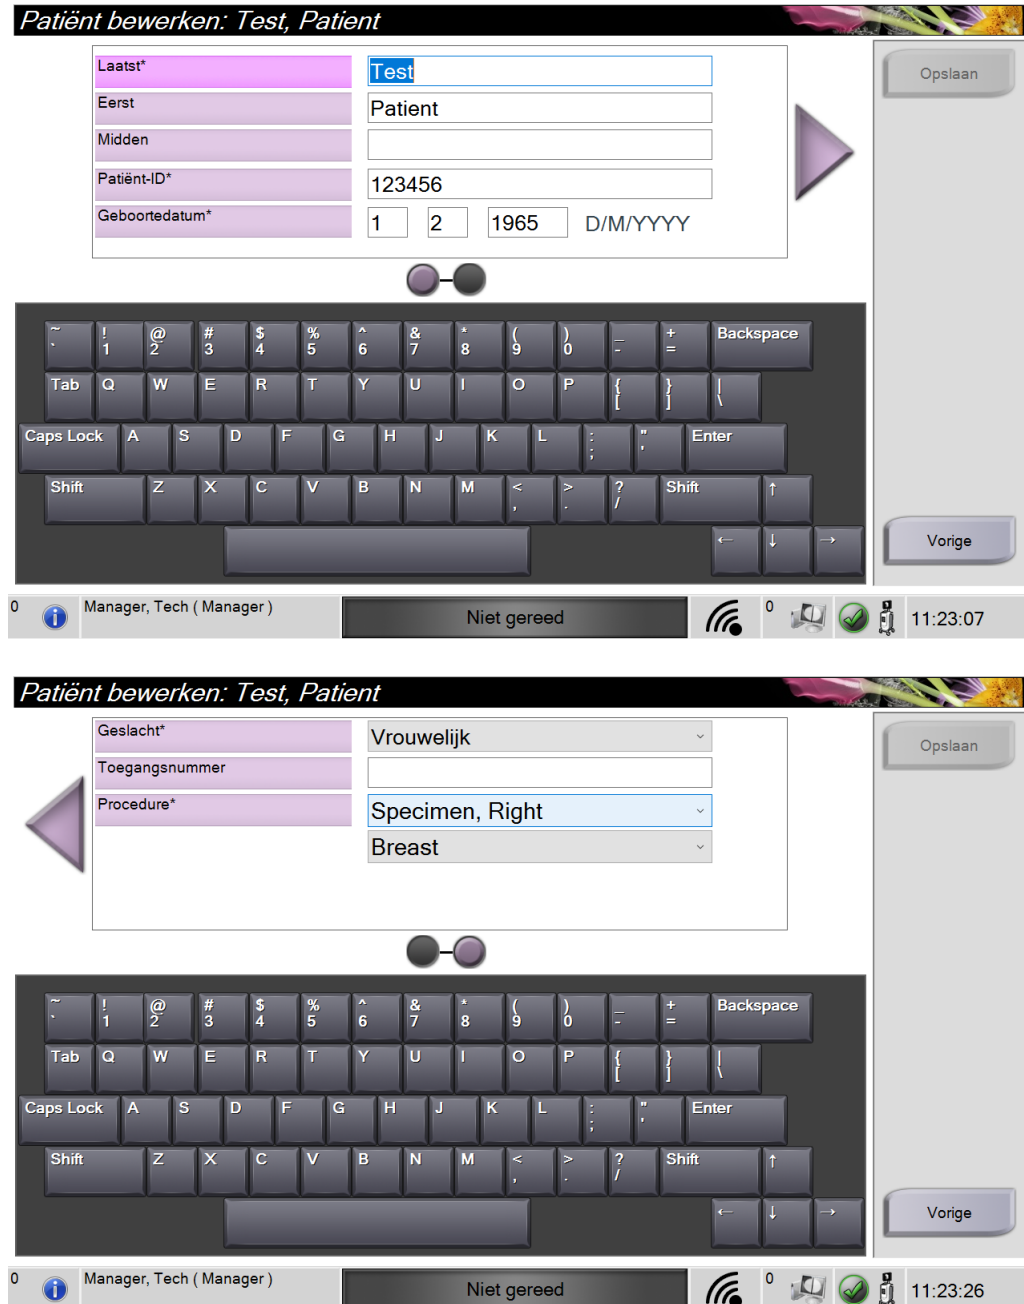 Patiënt bewerken: Test, Patient
Laatst* Test
Eerst Patient
Midden
Patiënt-ID* 123456
Geboortedatum* 1 2 1965 D/M/YYYY
Opslaan
~ ! @ # $ % ^ & * ( ) _ + Backspace
` 1 2 3 4 5 6 7 8 9 0 - =
Tab Q W E R T Y U I O P { } |
[ ] \
Caps Lock A S D F G H J K L : " Enter
; '
Shift Z X C V B N M < > ? Shift ↑
, . /
← ↓ →
Vorige
0 Manager, Tech ( Manager ) Niet gereed 0 11:23:07
Patiënt bewerken: Test, Patient
Geslacht* Vrouwelijk
Toegangsnummer
Procedure* Specimen, Right
Breast
Opslaan
~ ! @ # $ % ^ & * ( ) _ + Backspace
` 1 2 3 4 5 6 7 8 9 0 - =
Tab Q W E R T Y U I O P { } |
[ ] \
Caps Lock A S D F G H J K L : " Enter
; '
Shift Z X C V B N M < > ? Shift ↑
, . /
← ↓ →
Vorige
0 Manager, Tech ( Manager ) Niet gereed 0 11:23:26